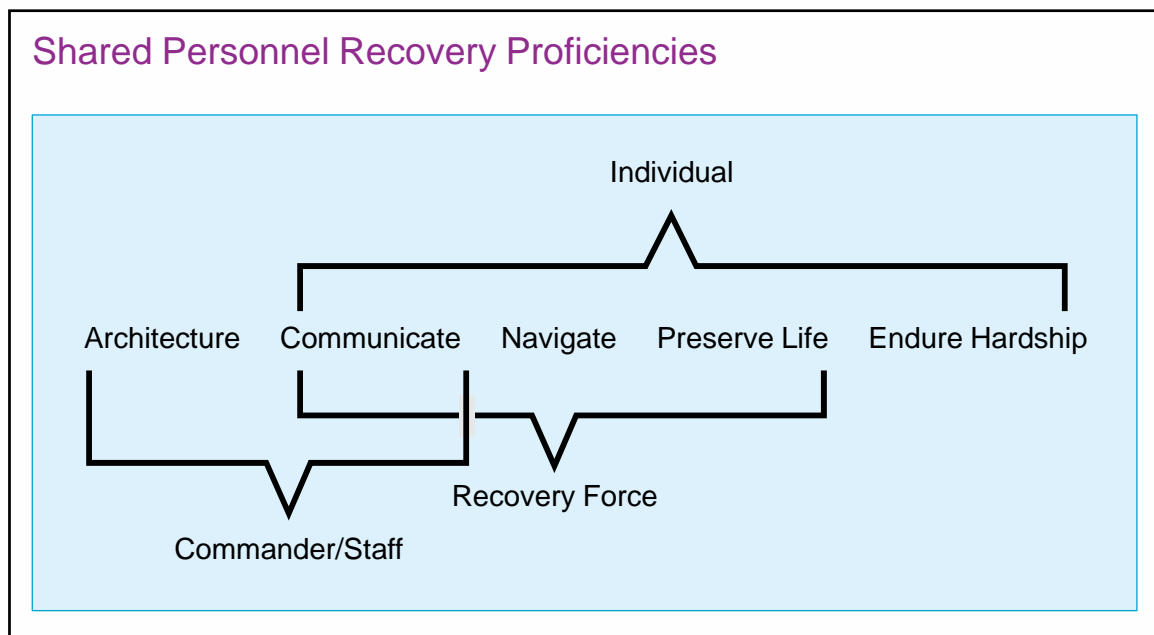 Shared Personnel Recovery Proficiencies
Individual
Architecture Communicate Navigate Preserve Life Endure Hardship
Recovery Force
Commander/Staff